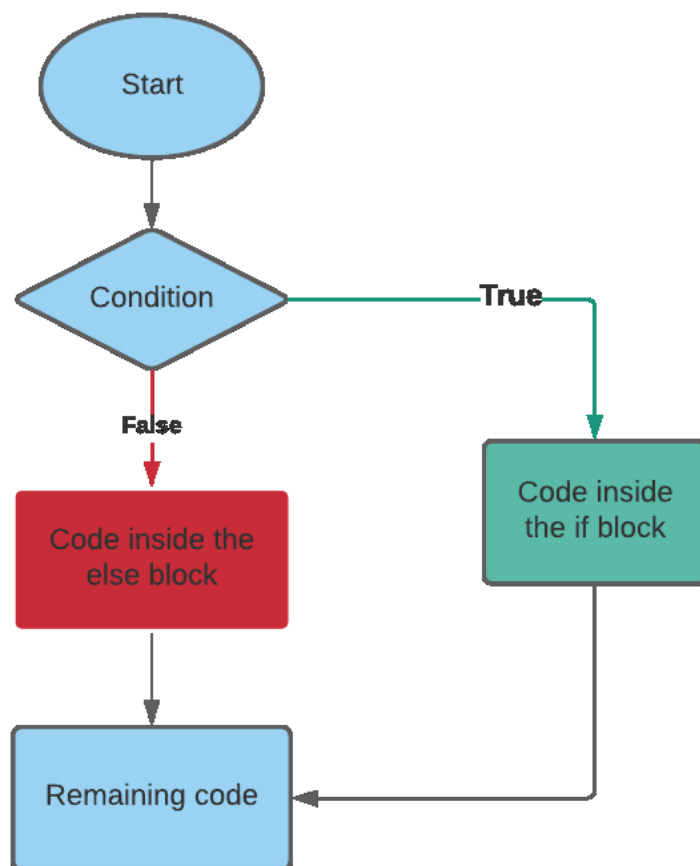 Start
Condition
True
False
Code inside
the if block
Code inside the
else block
Remaining code